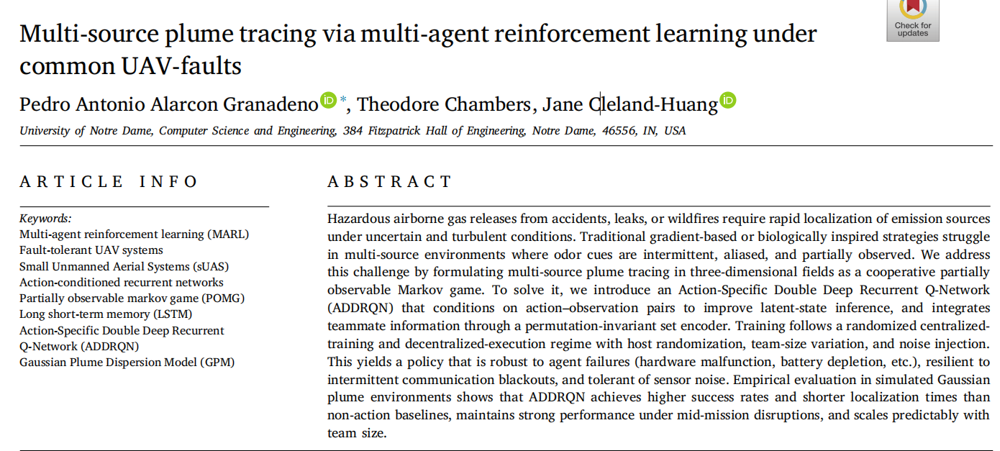 Check for
updates
Multi-source plume tracing via multi-agent reinforcement learning under
common UAV-faults
Pedro Antonio Alarcon Granadeno iD *, Theodore Chambers, Jane Cleland-Huang iD
University of Notre Dame, Computer Science and Engineering, 384 Fitzpatrick Hall of Engineering, Notre Dame, 46556, IN, USA
ARTICLE INFO
Keywords:
Multi-agent reinforcement learning (MARL)
Fault-tolerant UAV systems
Small Unmanned Aerial Systems (sUAS)
Action-conditioned recurrent networks
Partially observable markov game (POMG)
Long short-term memory (LSTM)
Action-Specific Double Deep Recurrent
Q-Network (ADDRQN)
Gaussian Plume Dispersion Model (GPM)
ABSTRACT
Hazardous airborne gas releases from accidents, leaks, or wildfires require rapid localization of emission sources
under uncertain and turbulent conditions. Traditional gradient-based or biologically inspired strategies struggle
in multi-source environments where odor cues are intermittent, aliased, and partially observed. We address
this challenge by formulating multi-source plume tracing in three-dimensional fields as a cooperative partially
observable Markov game. To solve it, we introduce an Action-Specific Double Deep Recurrent Q-Network
(ADDRQN) that conditions on action–observation pairs to improve latent-state inference, and integrates
teammate information through a permutation-invariant set encoder. Training follows a randomized centralized-
training and decentralized-execution regime with host randomization, team-size variation, and noise injection.
This yields a policy that is robust to agent failures (hardware malfunction, battery depletion, etc.), resilient to
intermittent communication blackouts, and tolerant of sensor noise. Empirical evaluation in simulated Gaussian
plume environments shows that ADDRQN achieves higher success rates and shorter localization times than
non-action baselines, maintains strong performance under mid-mission disruptions, and scales predictably with
team size.